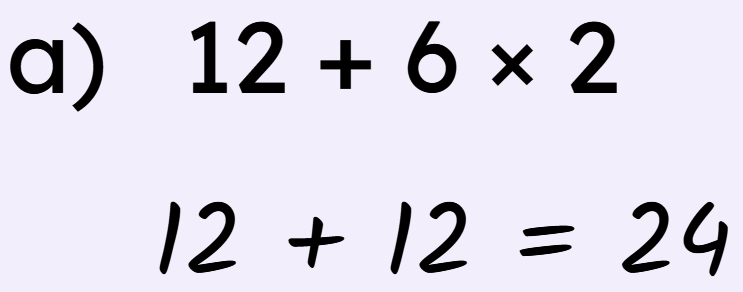 a) 12 + 6 × 2
12 + 12 = 24